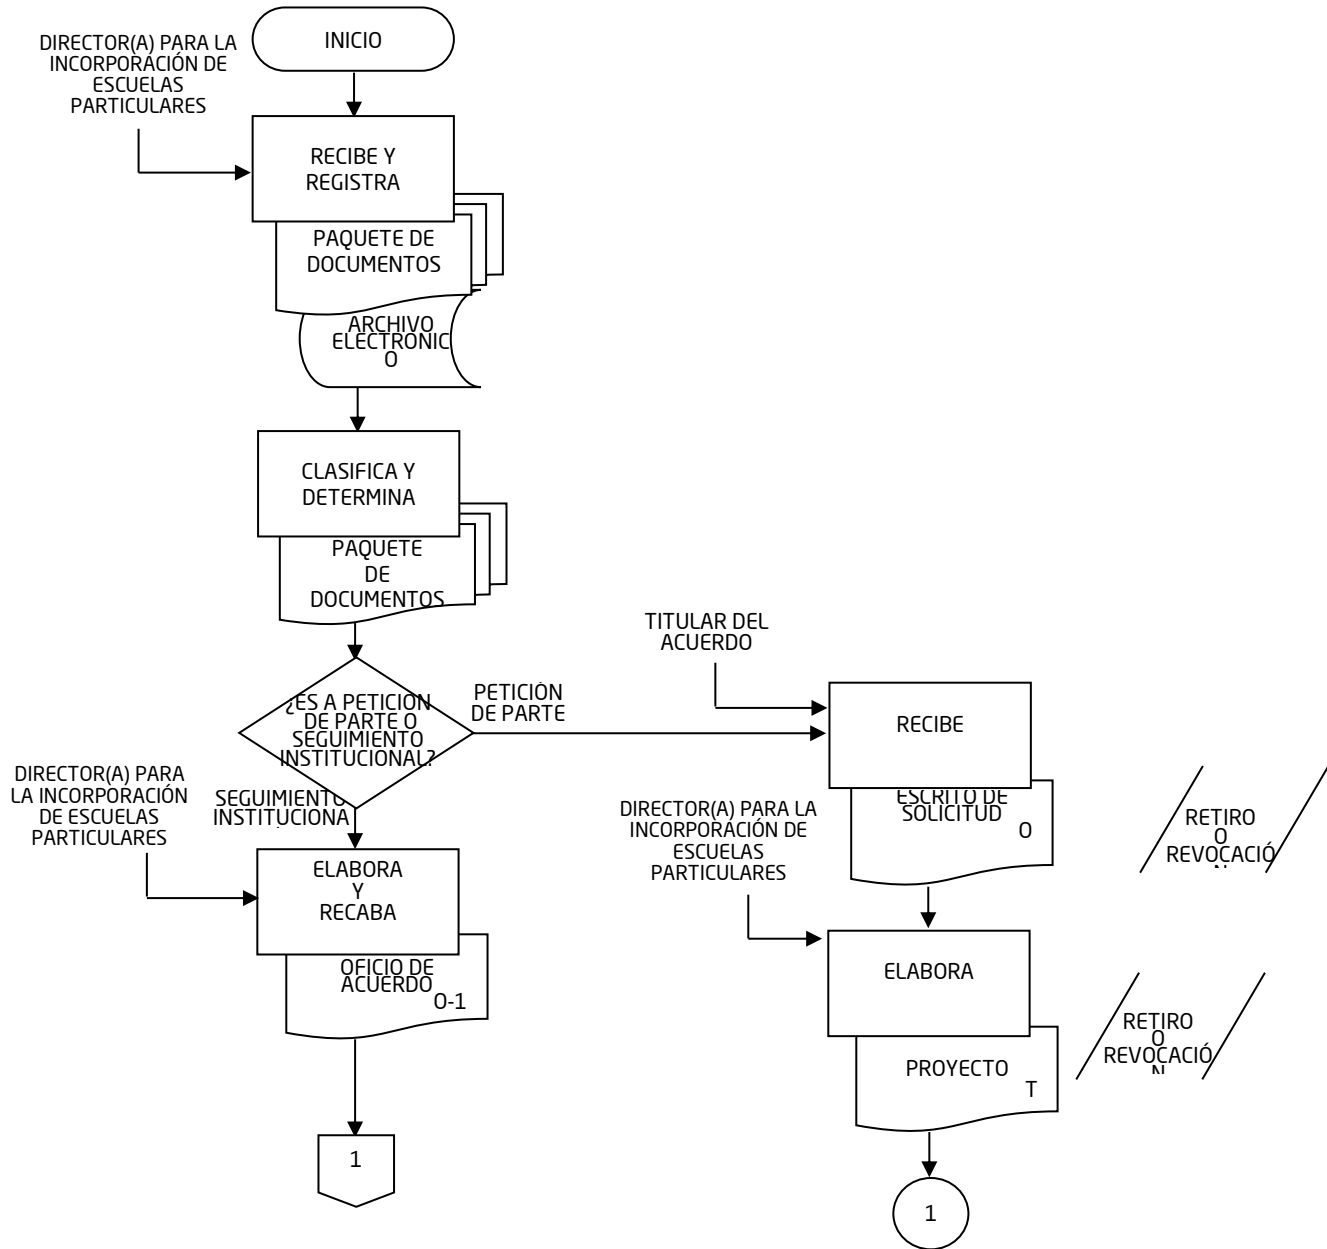 INICIO
DIRECTOR(A) PARA LA
INCORPORACIÓN DE
ESCUELAS
PARTICULARES
RECIBE Y
REGISTRA
PAQUETE DE
DOCUMENTOS
ARCHIVO
ELECTRÓNIC
O
CLASIFICA Y
DETERMINA
PAQUETE
DE
DOCUMENTOS
¿ES A PETICIÓN
DE PARTE O
SEGUIMIENTO
INSTITUCIONAL?
PETICIÓN
DE PARTE
SEGUIMIENTO
INSTITUCIONA
DIRECTOR(A) PARA
LA INCORPORACIÓN
DE ESCUELAS
PARTICULARES
ELABORA
Y
RECABA
OFICIO DE
ACUERDO
O-1
1
TITULAR DEL
ACUERDO
RECIBE
ESCRITO DE
SOLICITUD
O
RETIRO
O
REVOCACIÓ
N
DIRECTOR(A) PARA LA
INCORPORACIÓN DE
ESCUELAS
PARTICULARES
ELABORA
PROYECTO
T
RETIRO
O
REVOCACIÓ
N
1